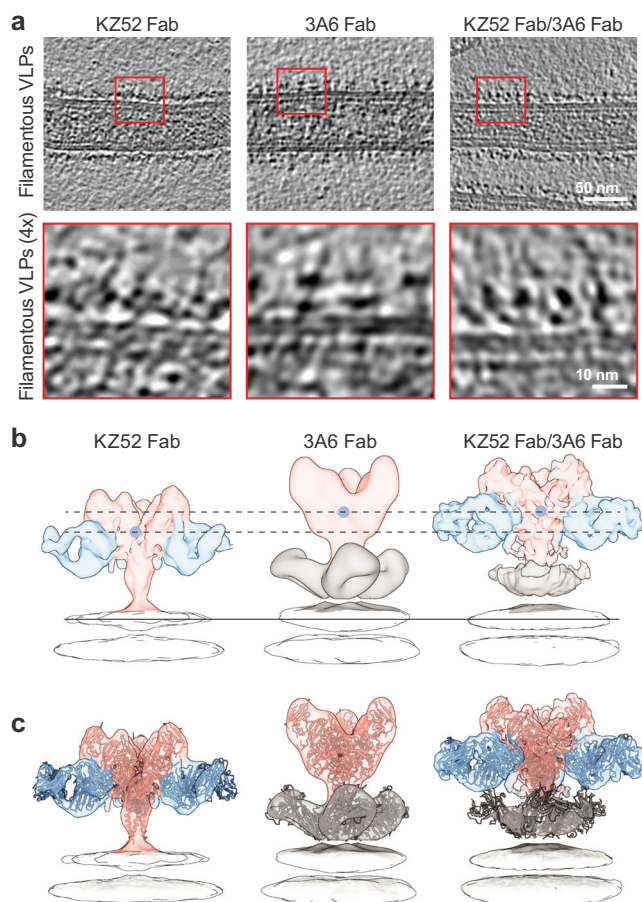 a
KZ52 Fab
3A6 Fab
KZ52 Fab/3A6 Fab
Filamentous VLPs
50 nm
Filamentous VLPs (4x)
10 nm
b
KZ52 Fab
3A6 Fab
KZ52 Fab/3A6 Fab
c